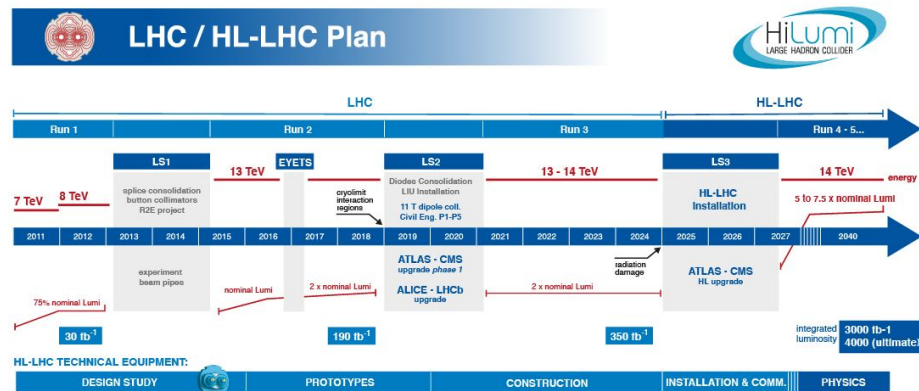 LHC / HL-LHC Plan
HiLumi
LARGE HADRON COLLIDER
LHC
HL-LHC
Run 1
Run 2
Run 3
Run 4 - 5...
LS1
EYETS
LS2
LS3
7 TeV
8 TeV
splice consolidation
button collimators
R2E project
13 TeV
cryolimit
interaction
regions
Diodes Consolidation
LIU Installation
11 T dipole coll.
Civil Eng. P1-P5
13 - 14 TeV
HL-LHC
Installation
14 TeV
energy
5 to 7.5 x nominal Lumi
2011 2012 2013 2014 2015 2016 2017 2018 2019 2020 2021 2022 2023 2024 2025 2026 2027 2040
75% nominal Lumi
experiment
beam pipes
nominal Lumi
2 x nominal Lumi
ATLAS - CMS
upgrade phase 1
ALICE - LHCb
upgrade
2 x nominal Lumi
radiation
damage
ATLAS - CMS
HL upgrade
30 fb-1
190 fb-1
350 fb-1
integrated
luminosity
3000 fb-1
4000 (ultimate)
HL-LHC TECHNICAL EQUIPMENT:
DESIGN STUDY
PROTOTYPES
CONSTRUCTION
INSTALLATION & COMM.
PHYSICS